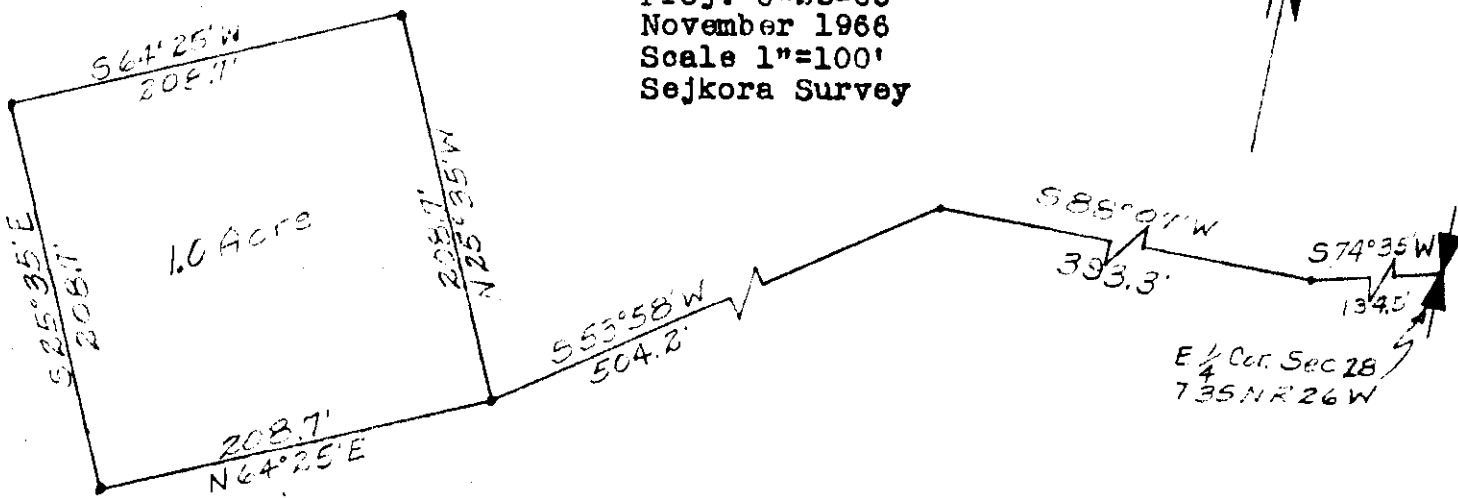 S64°25'W
208.7'
Proj.
November 1966
Scale 1"=100'
Sejkora Survey
S25°35'E
208.7'
1.0 Acre
208.7'
N25°35'W
S53°58'W
504.2'
S88°07'W
393.3'
S74°35'W
134.5'
E 1/4 Cor. Sec 28
T35N R26W
208.7'
N64°25'E